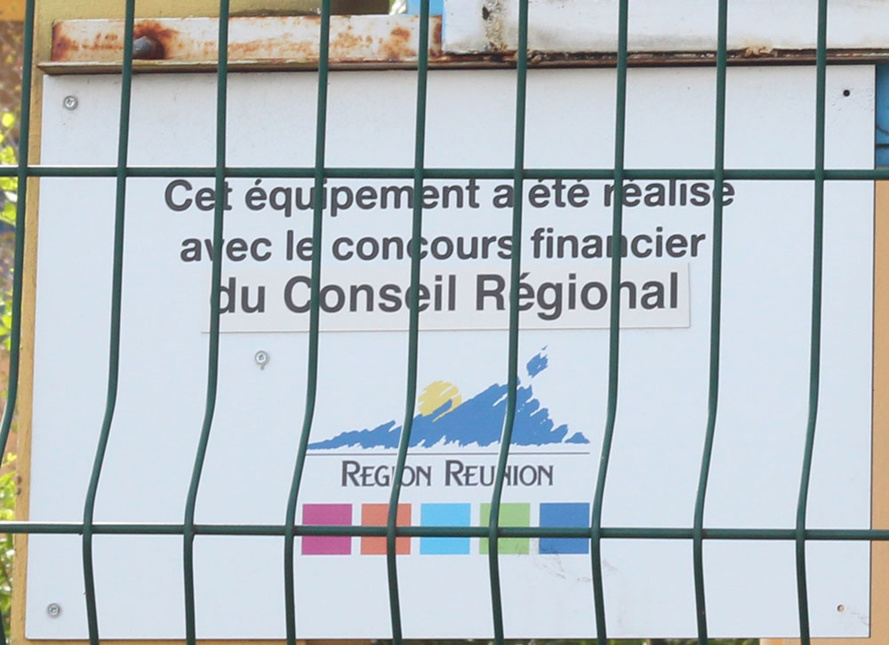 Cet équipement a été réalisé
avec le concours financier
du Conseil Régional
REGION REUNION